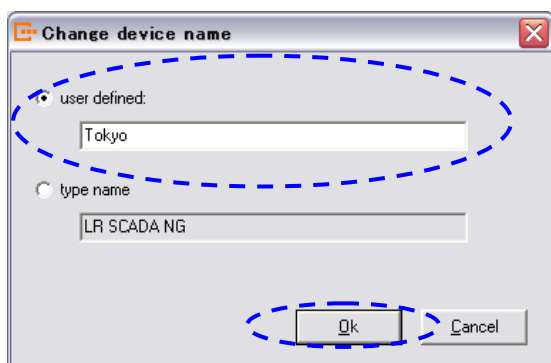 Change device name
user defined:
Tokyo
type name
LR SCADA NG
Ok
Cancel